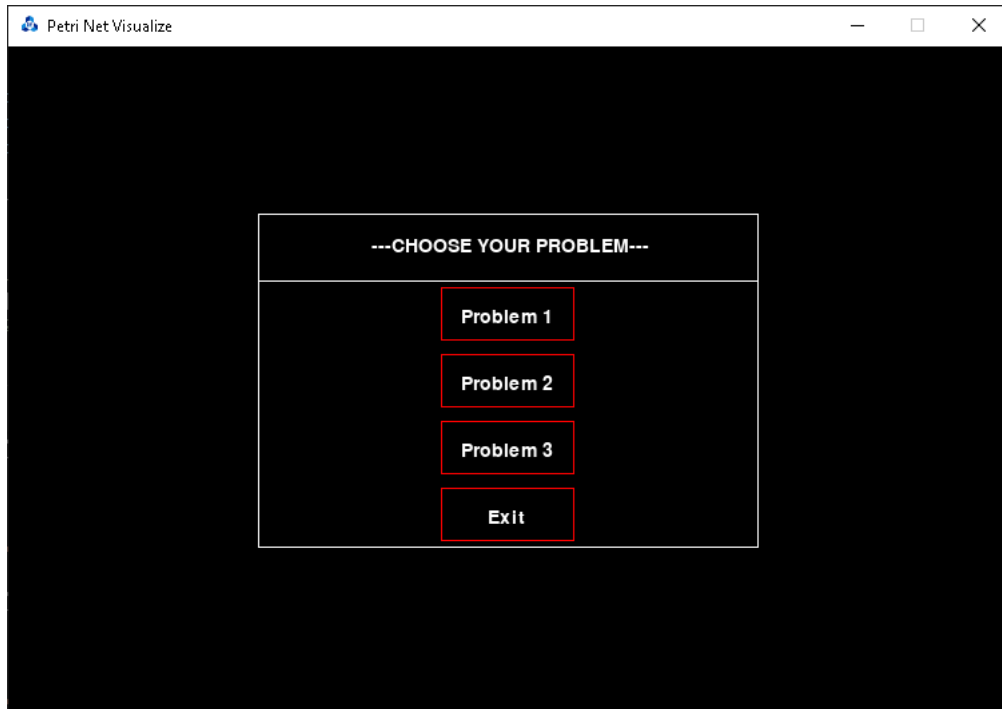 Petri Net Visualize
---CHOOSE YOUR PROBLEM---
Problem 1
Problem 2
Problem 3
Exit